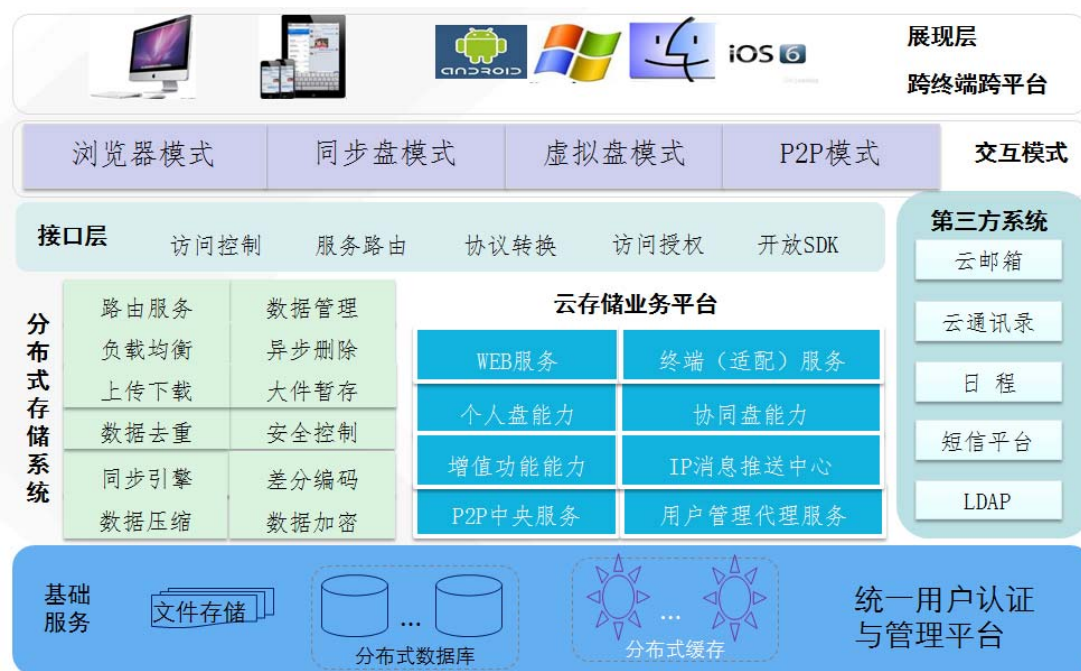 展现层
跨终端跨平台
ANDROID
iOS 6
浏览器模式
同步盘模式
虚拟盘模式
P2P模式
交互模式
接口层
访问控制
服务路由
协议转换
访问授权
开放SDK
第三方系统
云邮箱
云通讯录
日 程
短信平台
LDAP
分布式存储系统
路由服务
数据管理
负载均衡
异步删除
上传下载
大件暂存
数据去重
安全控制
同步引擎
差分编码
数据压缩
数据加密
云存储业务平台
WEB服务
终端（适配）服务
个人盘能力
协同盘能力
增值功能能力
IP消息推送中心
P2P中央服务
用户管理代理服务
基础
服务
文件存储
...
分布式数据库
...
分布式缓存
统一用户认证
与管理平台